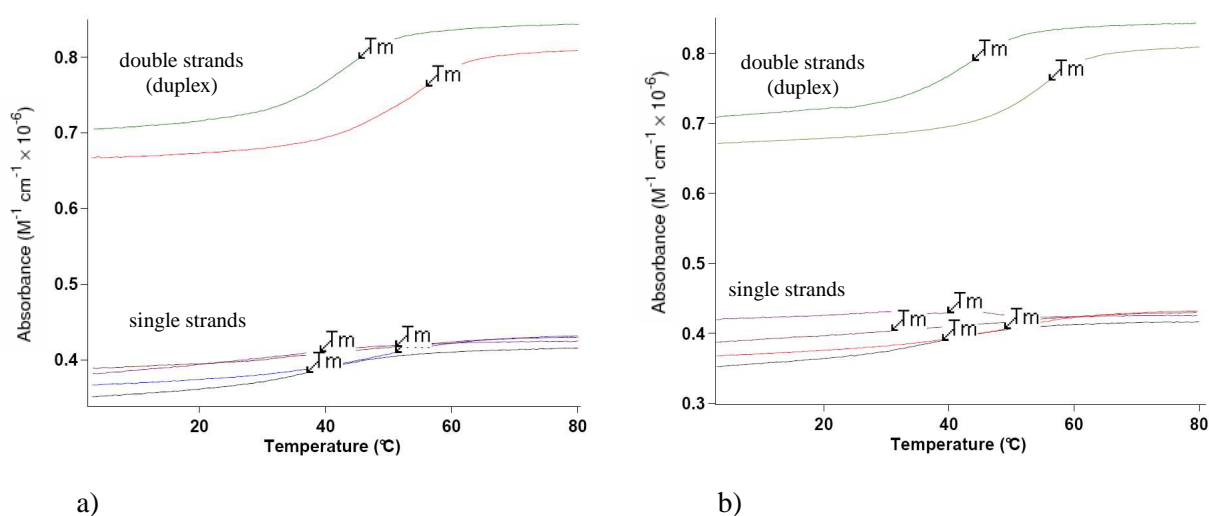 0.8
0.7
0.6
0.5
0.4
Absorbance (M⁻¹ cm⁻¹ × 10⁻⁶)
double strands
(duplex)
Tm
Tm
single strands
Tm
Tm
Tm
20
40
60
80
Temperature (°C)
a)
0.8
0.7
0.6
0.5
0.4
0.3
Absorbance (M⁻¹ cm⁻¹ × 10⁻⁶)
double strands
(duplex)
Tm
Tm
single strands
Tm
Tm
Tm
Tm
20
40
60
80
Temperature (°C)
b)